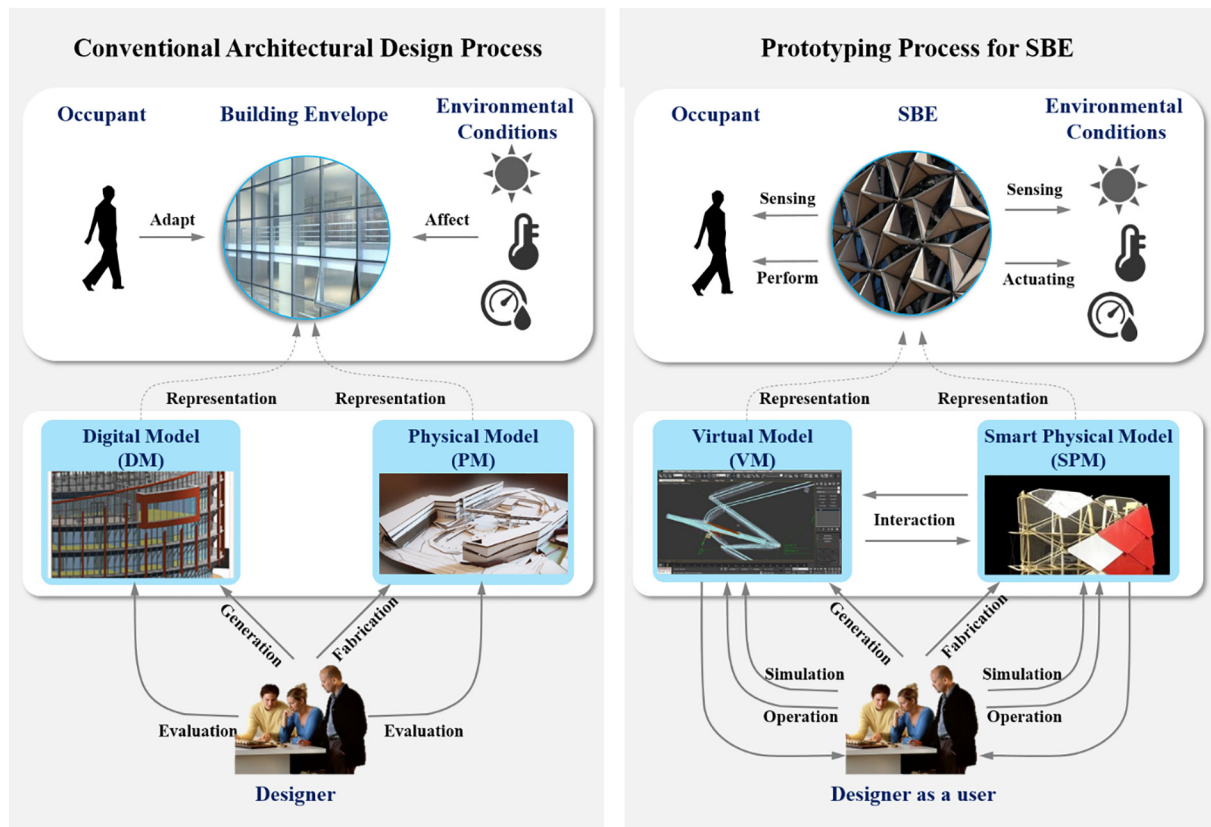 Conventional Architectural Design Process
Occupant
Building Envelope
Environmental
Conditions
Adapt
Affect
Representation
Representation
Digital Model
(DM)
Physical Model
(PM)
Generation
Fabrication
Evaluation
Evaluation
Designer
Prototyping Process for SBE
Occupant
SBE
Environmental
Conditions
Sensing
Sensing
Perform
Actuating
Representation
Representation
Virtual Model
(VM)
Smart Physical Model
(SPM)
Interaction
Generation
Fabrication
Simulation
Simulation
Operation
Operation
Designer as a user